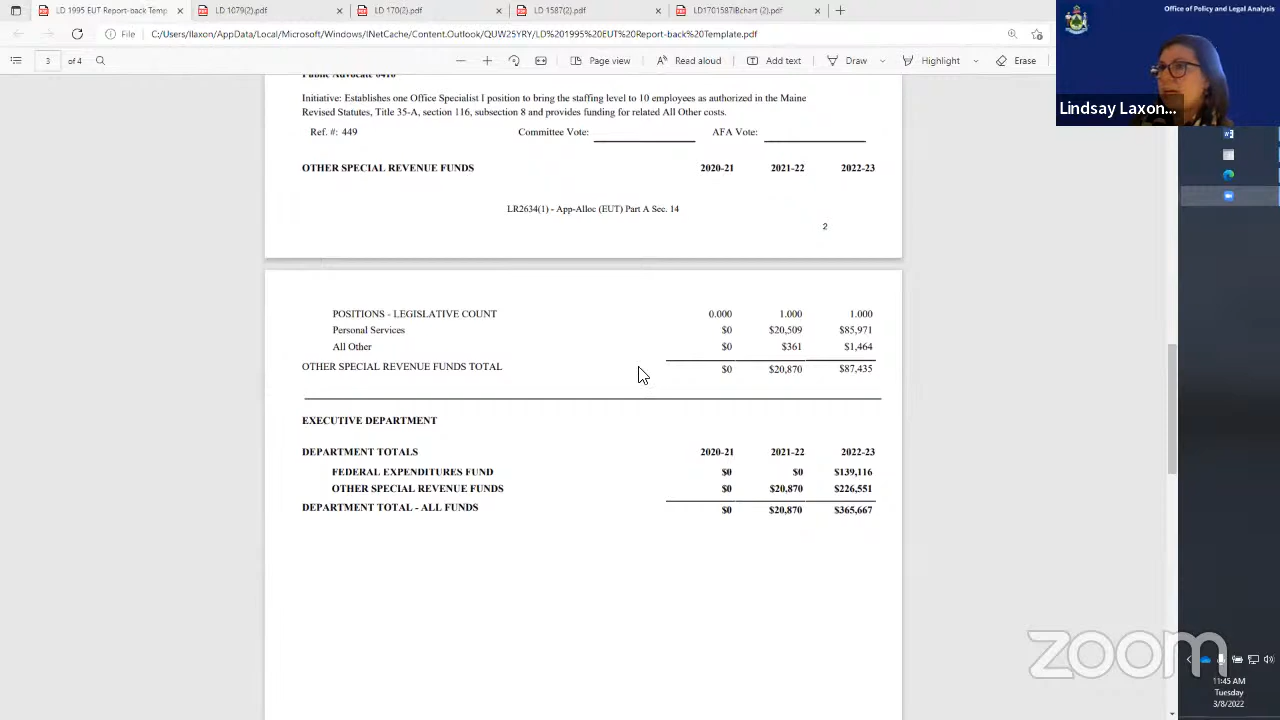 LD 1995 EUT Report-back Temp
LD 1079(2).pdf
LD 170(2).pdf
LD 1587(2).pdf
LD1701587IBchart (2).pdf
File
C:/Users/llaxon/AppData/Local/Microsoft/Windows/INetCache/Content.Outlook/QUW25YRY/LD%201995%20EUT%20Report-back%20Template.pdf
3 of 4
Page view
Read aloud
Add text
Draw
Highlight
Erase
Office of Policy and Legal Analysis
Lindsay Laxon...
Public Advocate 0410
Initiative: Establishes one Office Specialist I position to bring the staffing level to 10 employees as authorized in the Maine
Revised Statutes, Title 35-A, section 116, subsection 8 and provides funding for related All Other costs.
Ref. #: 449 Committee Vote: AFA Vote:
OTHER SPECIAL REVENUE FUNDS 2020-21 2021-22 2022-23
LR2634(1) - App-Alloc (EUT) Part A Sec. 14
2
POSITIONS - LEGISLATIVE COUNT 0.000 1.000 1.000
Personal Services $0 $20,509 $85,971
All Other $0 $361 $1,464
OTHER SPECIAL REVENUE FUNDS TOTAL $0 $20,870 $87,435
EXECUTIVE DEPARTMENT
DEPARTMENT TOTALS 2020-21 2021-22 2022-23
FEDERAL EXPENDITURES FUND $0 $0 $139,116
OTHER SPECIAL REVENUE FUNDS $0 $20,870 $226,551
DEPARTMENT TOTAL - ALL FUNDS $0 $20,870 $365,667
zoom
11:45 AM
Tuesday
3/8/2022